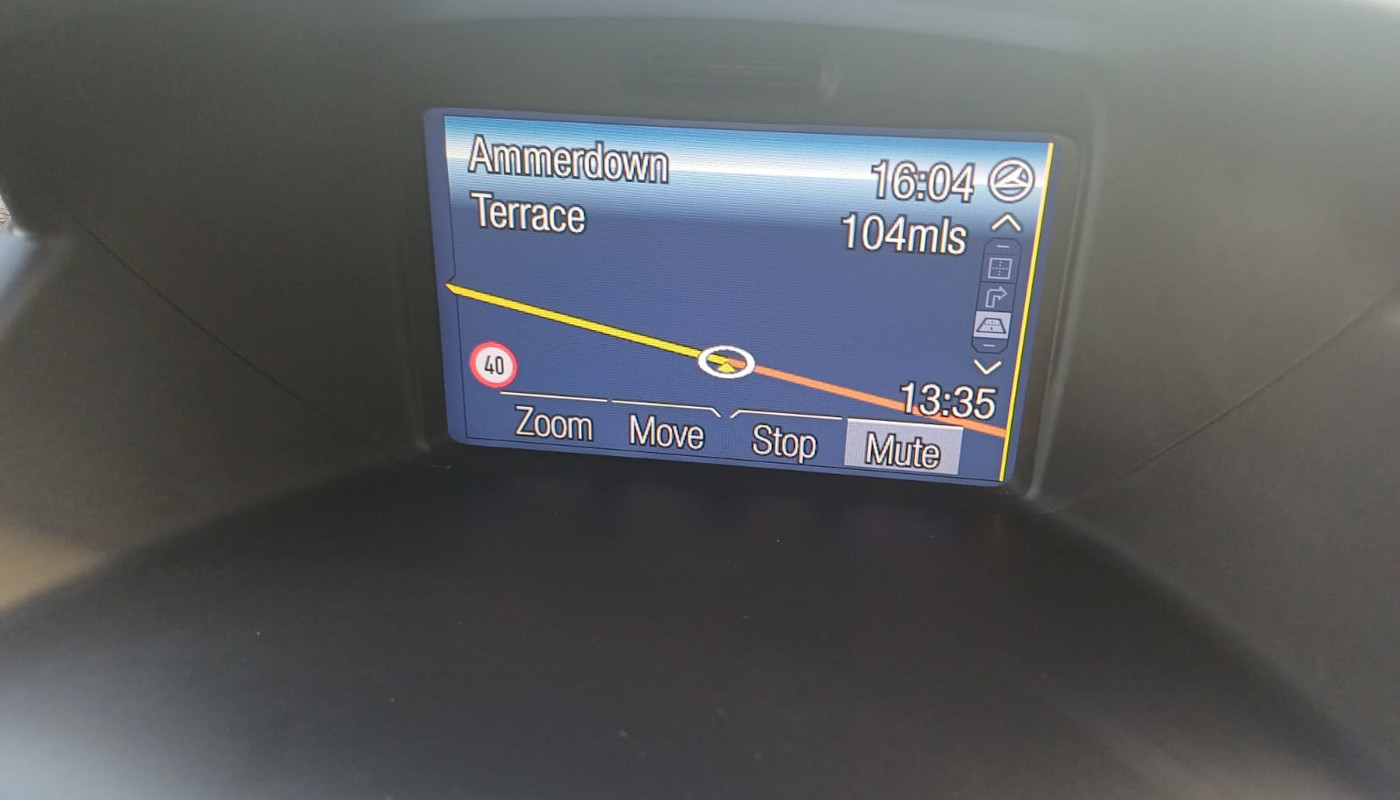 Ammerdown
Terrace
16:04
104mls
40
13:35
Zoom Move Stop Mute